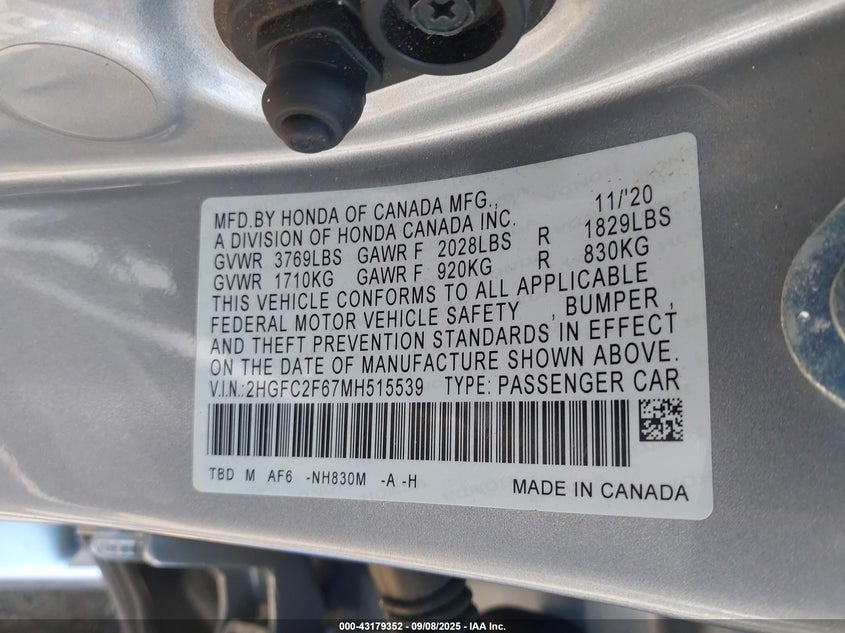 MFD.BY HONDA OF CANADA MFG., 11/'20
A DIVISION OF HONDA CANADA INC.
GVWR 3769LBS GAWR F 2028LBS R 1829LBS
GVWR 1710KG GAWR F 920KG R 830KG
THIS VEHICLE CONFORMS TO ALL APPLICABLE
FEDERAL MOTOR VEHICLE SAFETY , BUMPER ,
AND THEFT PREVENTION STANDARDS IN EFFECT
ON THE DATE OF MANUFACTURE SHOWN ABOVE.
V.I.N.:2HGFC2F67MH515539 TYPE: PASSENGER CAR
TBD M AF6 -NH830M -A -H
MADE IN CANADA
000-43179352 - 09/08/2025 - IAA Inc.